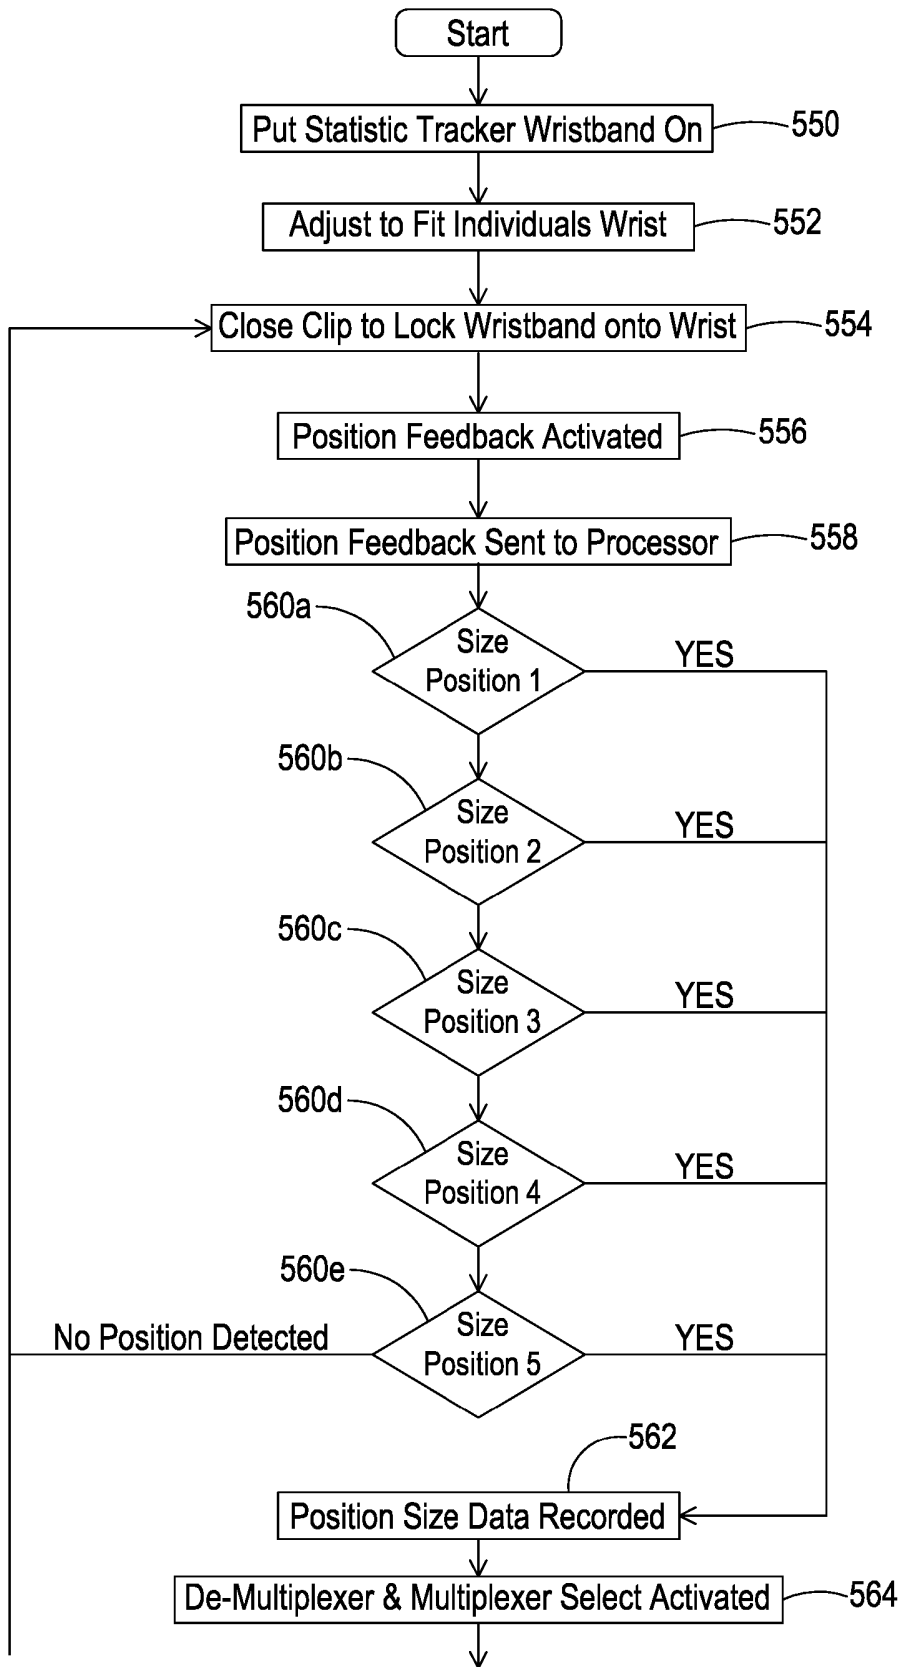 Start
Put Statistic Tracker Wristband On
550
Adjust to Fit Individuals Wrist
552
Close Clip to Lock Wristband onto Wrist
554
Position Feedback Activated
556
Position Feedback Sent to Processor
558
560a
Size
Position 1
YES
560b
Size
Position 2
YES
560c
Size
Position 3
YES
560d
Size
Position 4
YES
560e
Size
Position 5
No Position Detected
YES
562
Position Size Data Recorded
De-Multiplexer & Multiplexer Select Activated
564